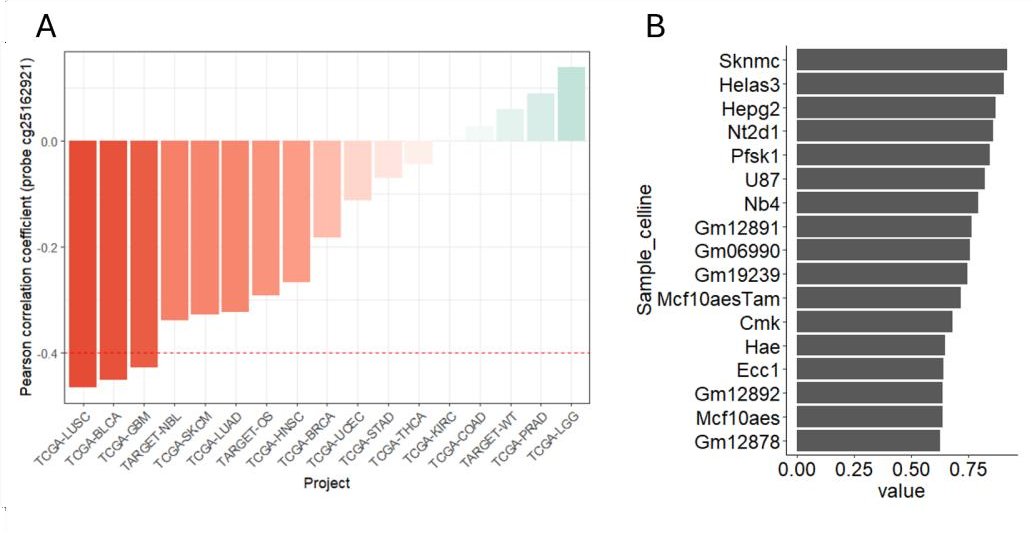 A
Pearson correlation coefficient (probe cg25162921)
0.0
-0.2
-0.4
TCGA-LUSC
TCGA-BLCA
TCGA-GBM
TARGET-NBL
TCGA-SKCM
TCGA-LUAD
TARGET-OS
TCGA-HNSC
TCGA-BRCA
TCGA-UCEC
TCGA-STAD
TCGA-THCA
TCGA-KIRC
TCGA-COAD
TARGET-WT
TCGA-PRAD
TCGA-LGG
Project
B
Sample_celline
Sknmc
Helas3
Hepg2
Nt2d1
Pfsk1
U87
Nb4
Gm12891
Gm06990
Gm19239
Mcf10aesTam
Cmk
Hae
Ecc1
Gm12892
Mcf10aes
Gm12878
0.00 0.25 0.50 0.75
value